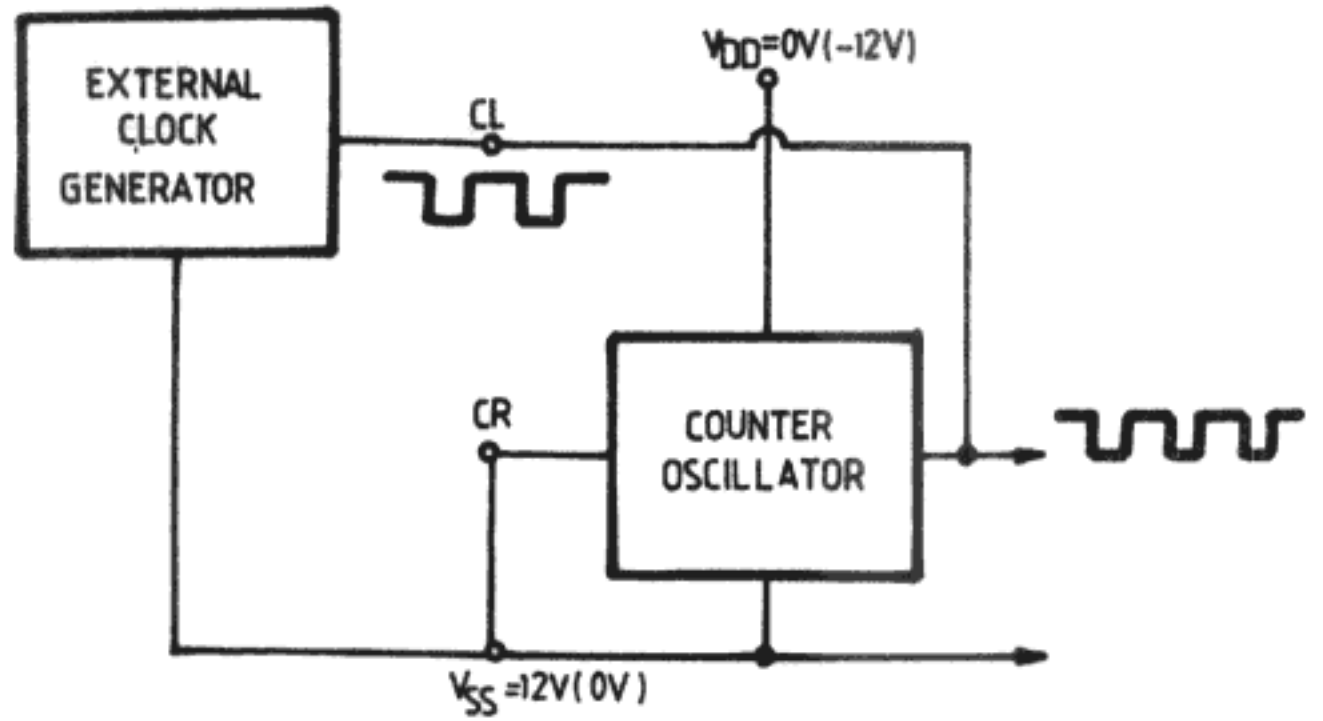 EXTERNAL
CLOCK
GENERATOR
CL
VDD=0V(-12V)
CR
COUNTER
OSCILLATOR
VSS=12V(0V)